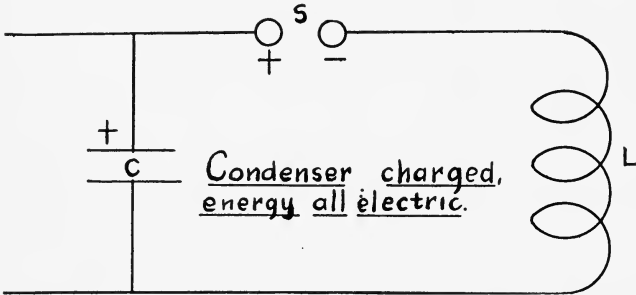 S
+ −
+
C
L
Condenser charged,
energy all electric.